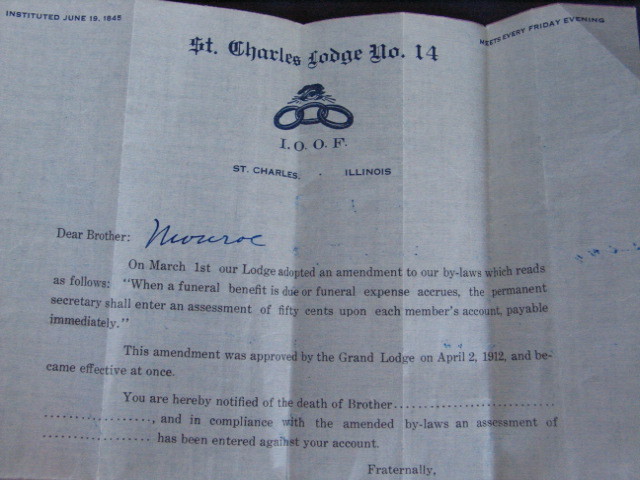 INSTITUTED JUNE 19, 1845
MEETS EVERY FRIDAY EVENING
St. Charles Lodge No. 14
I. O. O. F.
ST. CHARLES, ILLINOIS
Dear Brother: Monroe
On March 1st our Lodge adopted an amendment to our by-laws which reads
as follows: "When a funeral benefit is due or funeral expense accrues, the permanent
secretary shall enter an assessment of fifty cents upon each member's account, payable
immediately."
This amendment was approved by the Grand Lodge on April 2, 1912, and be-
came effective at once.
You are hereby notified of the death of Brother..............................
...................., and in compliance with the amended by-laws an assessment of
.................... has been entered against your account.
Fraternally,